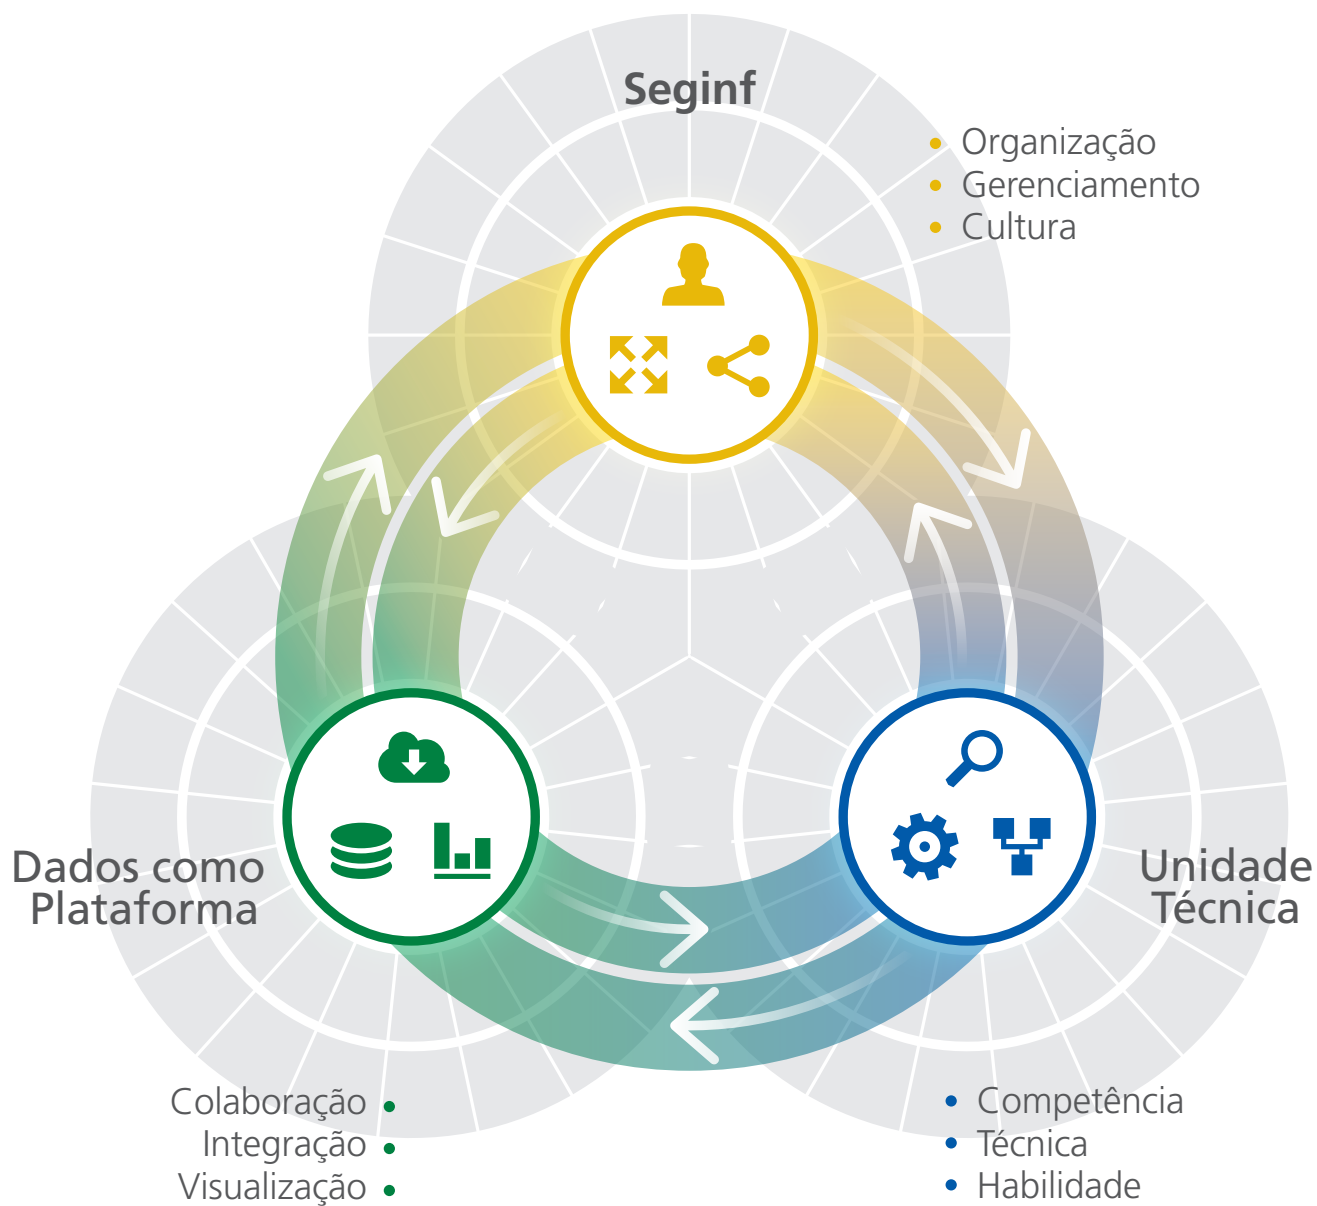 Seginf
Organização
Gerenciamento
Cultura
Dados como
Plataforma
Unidade
Técnica
Colaboração
Integração
Visualização
Competência
Técnica
Habilidade